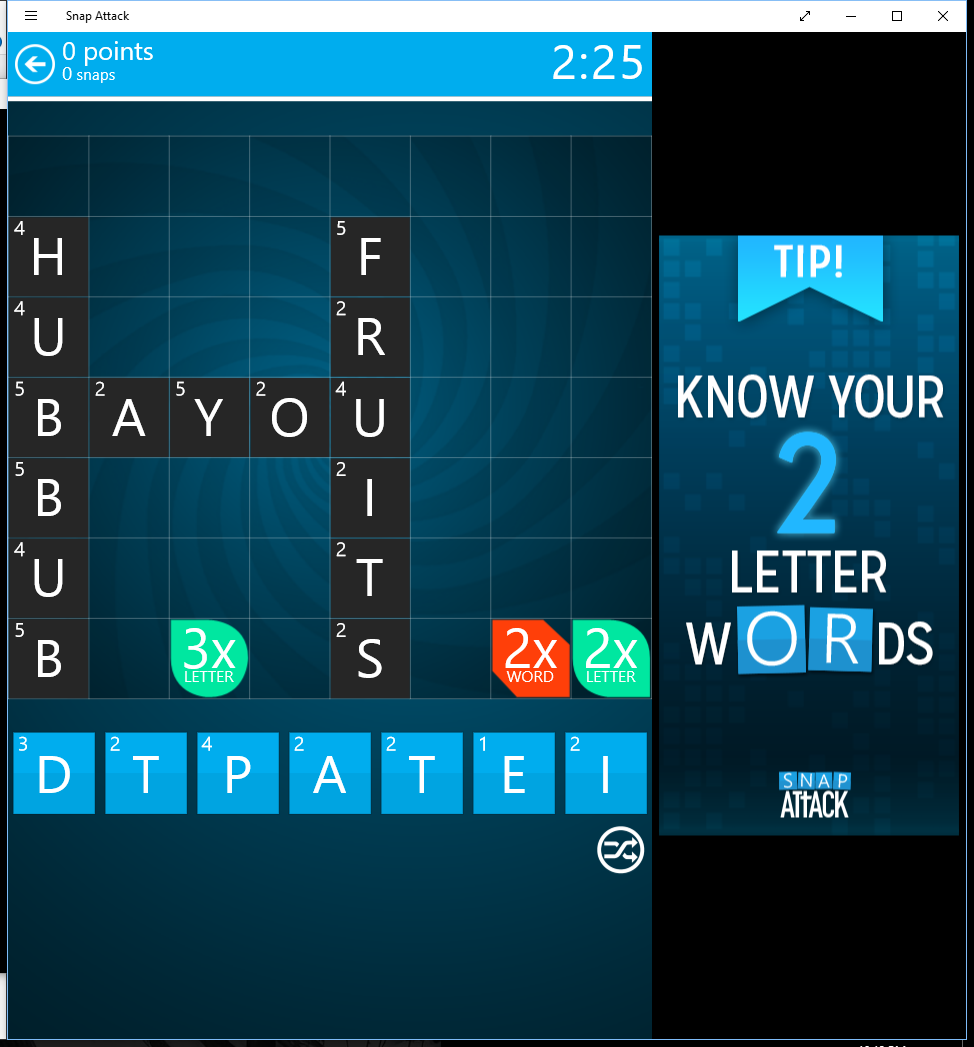 Snap Attack
0 points
0 snaps
2:25
4 H 5 F
4 U 2 R
5 B 2 A 5 Y 2 O 4 U
5 B 2 I
4 U 2 T
5 B 3x LETTER 2 S 2x WORD 2x LETTER
3 D 2 T 4 P 2 A 2 T 1 E 2 I
TIP!
KNOW YOUR
2
LETTER
WORDS
SNAP
ATTACK